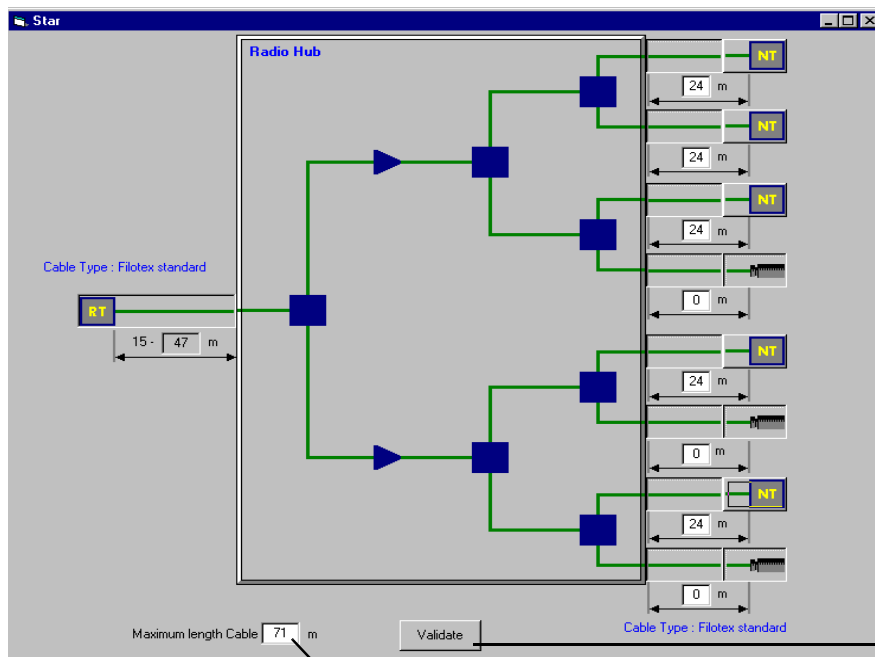 Star
Radio Hub
NT
24 m
NT
24 m
NT
24 m
0 m
Cable Type : Filotex standard
RT
15 - 47 m
NT
24 m
0 m
NT
24 m
0 m
Cable Type : Filotex standard
Maximum length Cable 71 m
Validate